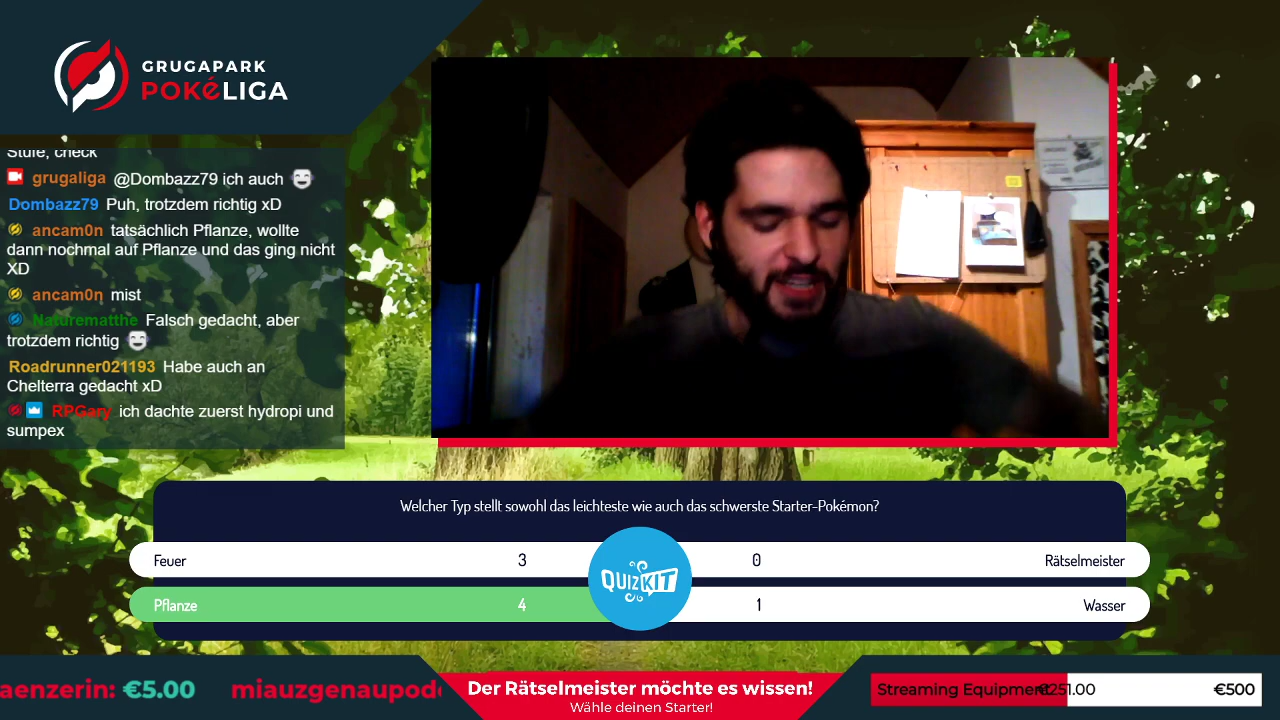 GRUGAPARK
POKéLIGA
Stufe, check
grugaliga @Dombazz79 ich auch
Dombazz79 Puh, trotzdem richtig xD
ancam0n tatsächlich Pflanze, wollte
dann nochmal auf Pflanze und das ging nicht
XD
ancam0n mist
Naturematthe Falsch gedacht, aber
trotzdem richtig
Roadrunner021193 Habe auch an
Chelterra gedacht xD
RPGary ich dachte zuerst hydropi und
sumpex
Welcher Typ stellt sowohl das leichteste wie auch das schwerste Starter-Pokémon?
Feuer 3
0 Rätselmeister
QUIZKIT
Pflanze 4
1 Wasser
aenzerin: €5.00 miauzgenaupod
Der Rätselmeister möchte es wissen!
Wähle deinen Starter!
Streaming Equipment €251.00 €500